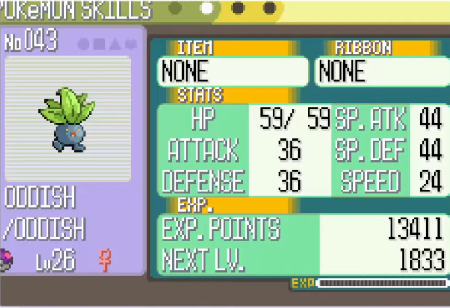 POKéMON SKILLS
No043
ITEM
RIBBON
NONE
NONE
STATS
HP 59/ 59 SP. ATK 44
ATTACK 36 SP. DEF 44
DEFENSE 36 SPEED 24
ODDISH
/ODDISH
Lv26 ♀
EXP.
EXP. POINTS 13411
NEXT LV. 1833
EXP